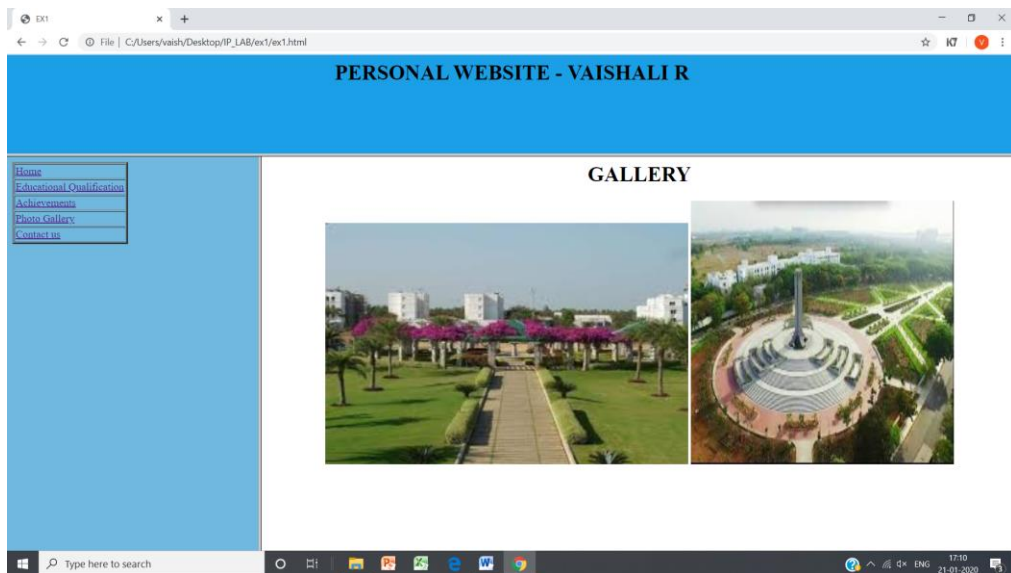 EX1
File | C:/Users/vaish/Desktop/IP_LAB/ex1/ex1.html
PERSONAL WEBSITE - VAISHALI R
Home
Educational Qualification
Achievements
Photo Gallery
Contact us
GALLERY
Type here to search
ENG
17:10
21-01-2020